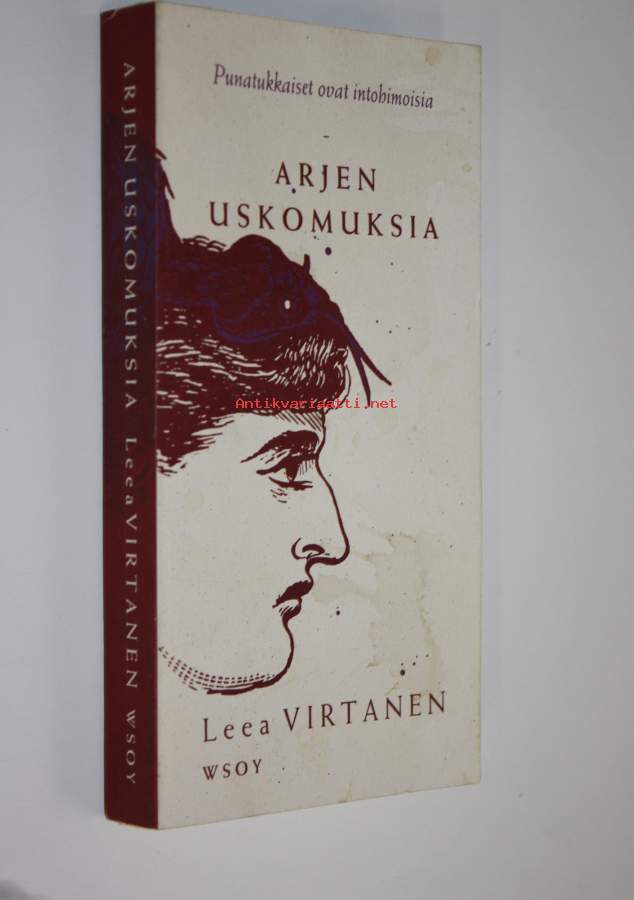 Punatukkaiset ovat intohimoisia
ARJEN
USKOMUKSIA
Antikvariaatti.net
Leea VIRTANEN
WSOY
ARJEN USKOMUKSIA Leea VIRTANEN WSOY